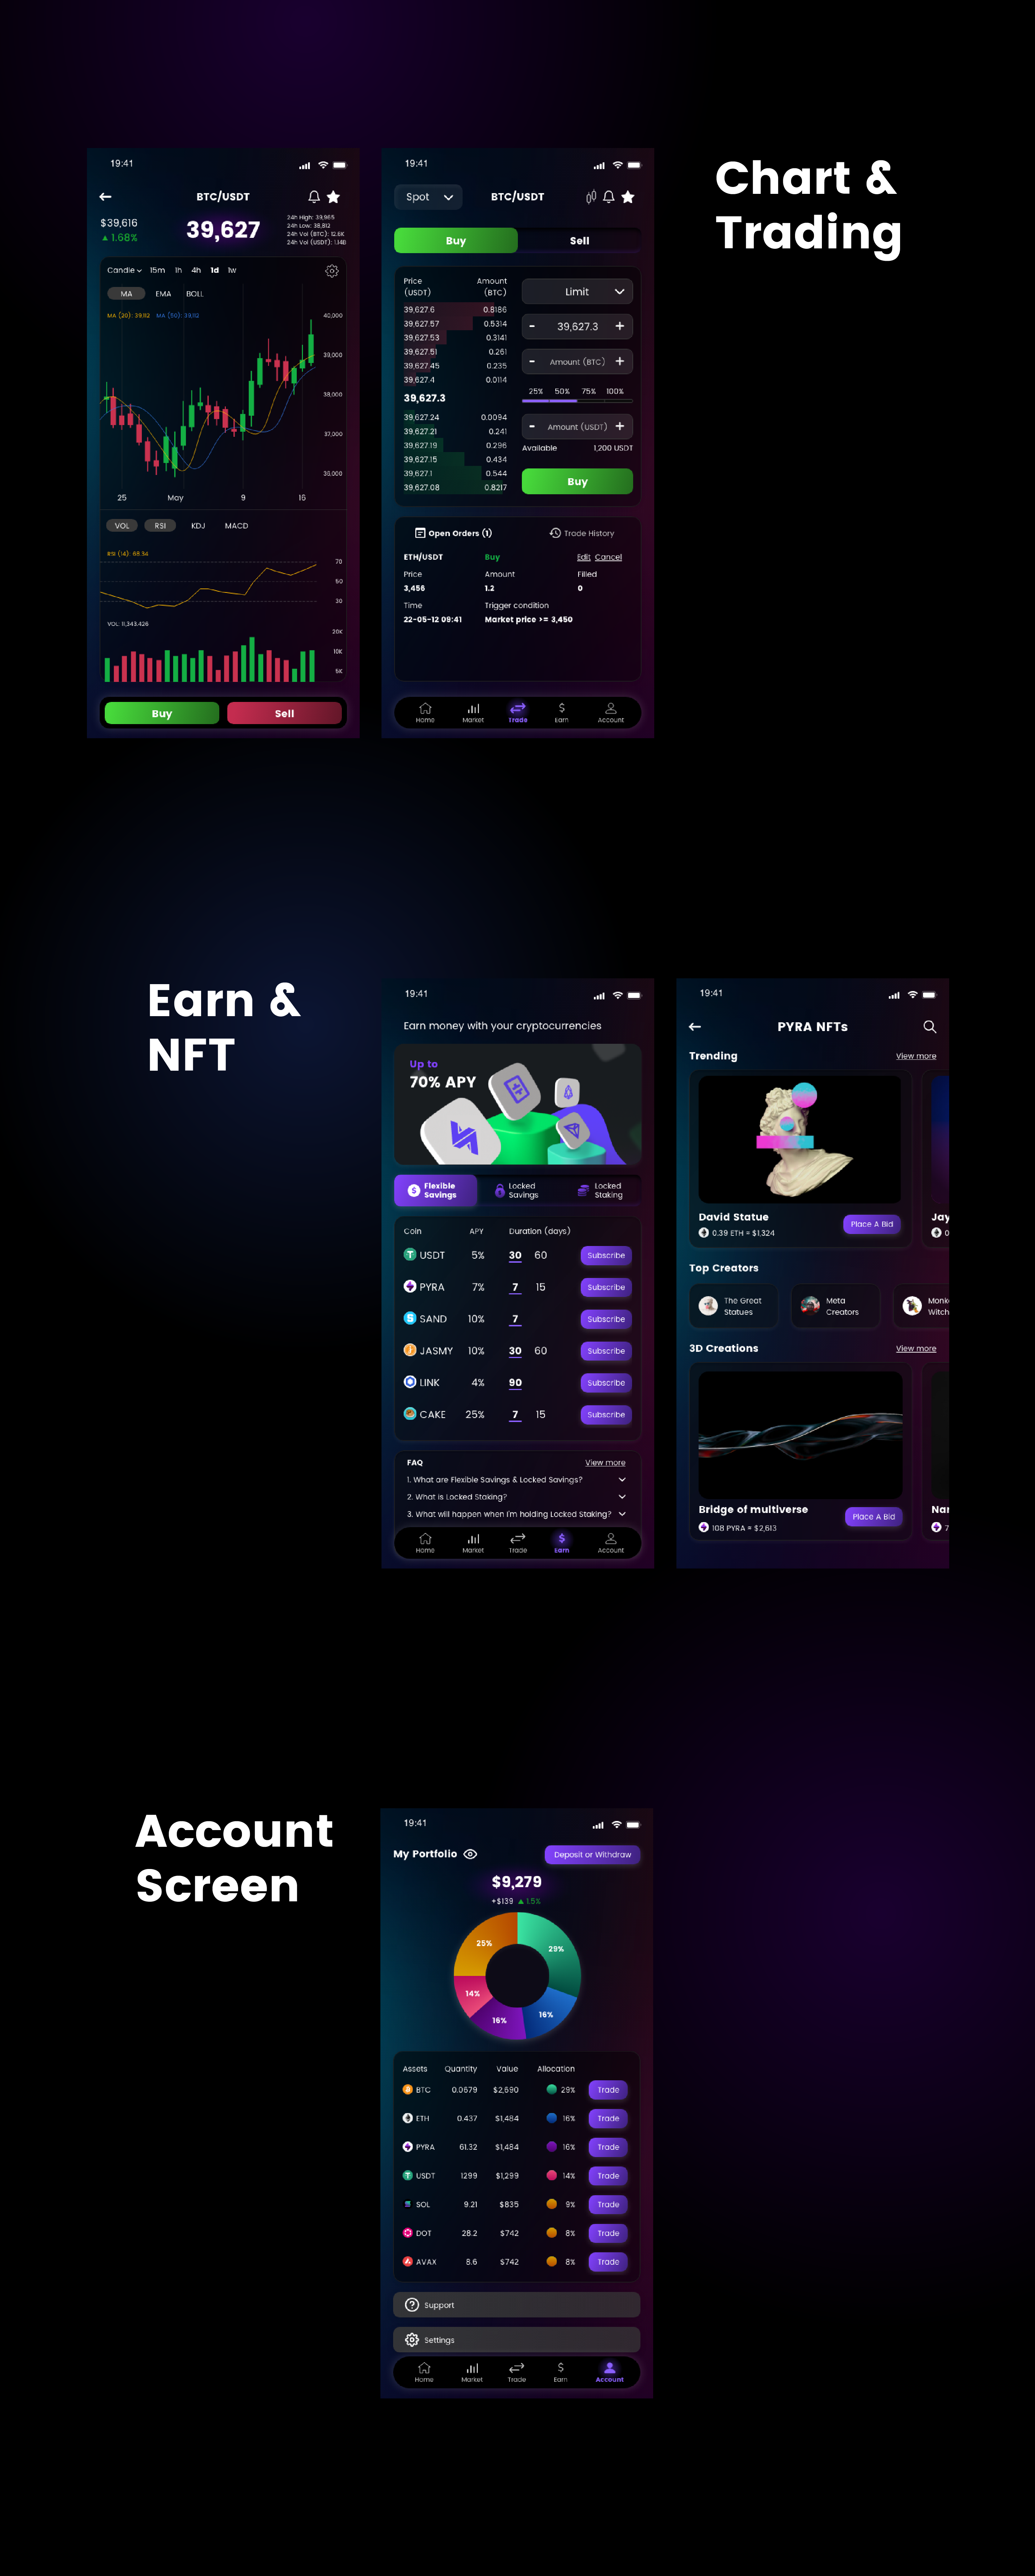 Chart &
Trading
19:41
BTC/USDT
$39,616
1.68%
39,627
24h High: 39,965
24h Low: 38,812
24h Vol (BTC): 12.6K
24h Vol (USDT): 1.14B
Candle 15m 1h 4h 1d 1w
MA EMA BOLL
MA (20): 39,112 MA (50): 39,112
40,000
39,000
38,000
37,000
36,000
25 May 9 16
VOL RSI KDJ MACD
RSI (14): 68.34
70
50
30
VOL: 11,343.426
20K
10K
5K
Buy Sell
19:41
Spot BTC/USDT
Buy Sell
Price Amount
(USDT) (BTC)
39,627.6 0.8186
39,627.57 0.5314
39,627.53 0.3141
39,627.51 0.261
39,627.45 0.235
39,627.4 0.0114
39,627.3
39,627.24 0.0094
39,627.21 0.241
39,627.19 0.296
39,627.15 0.434
39,627.1 0.544
39,627.08 0.8217
Limit
- 39,627.3 +
- Amount (BTC) +
25% 50% 75% 100%
- Amount (USDT) +
Available 1,200 USDT
Buy
Open Orders (1) Trade History
ETH/USDT Buy Edit Cancel
Price Amount Filled
3,456 1.2 0
Time Trigger condition
22-05-12 09:41 Market price >= 3,450
Home Market Trade Earn Account
Earn &
NFT
19:41
Earn money with your cryptocurrencies
Up to
70% APY
Flexible Savings
Locked Savings
Locked Staking
Coin APY Duration (days)
USDT 5% 30 60 Subscribe
PYRA 7% 7 15 Subscribe
SAND 10% 7 Subscribe
JASMY 10% 30 60 Subscribe
LINK 4% 90 Subscribe
CAKE 25% 7 15 Subscribe
FAQ View more
1. What are Flexible Savings & Locked Savings?
2. What is Locked Staking?
3. What will happen when I'm holding Locked Staking?
Home Market Trade Earn Account
19:41
PYRA NFTs
Trending View more
David Statue Place A Bid Jay
0.39 ETH = $1,324 0
Top Creators
The Great Statues
Meta Creators
Monk
Witch
3D Creations View more
Bridge of multiverse Place A Bid Nar
108 PYRA = $2,613 7
Account
Screen
19:41
My Portfolio Deposit or Withdraw
$9,279
+$139 1.5%
25% 29%
14%
16% 16%
Assets Quantity Value Allocation
BTC 0.0679 $2,690 29% Trade
ETH 0.437 $1,484 16% Trade
PYRA 61.32 $1,484 16% Trade
USDT 1299 $1,299 14% Trade
SOL 9.21 $835 9% Trade
DOT 28.2 $742 8% Trade
AVAX 8.6 $742 8% Trade
Support
Settings
Home Market Trade Earn Account